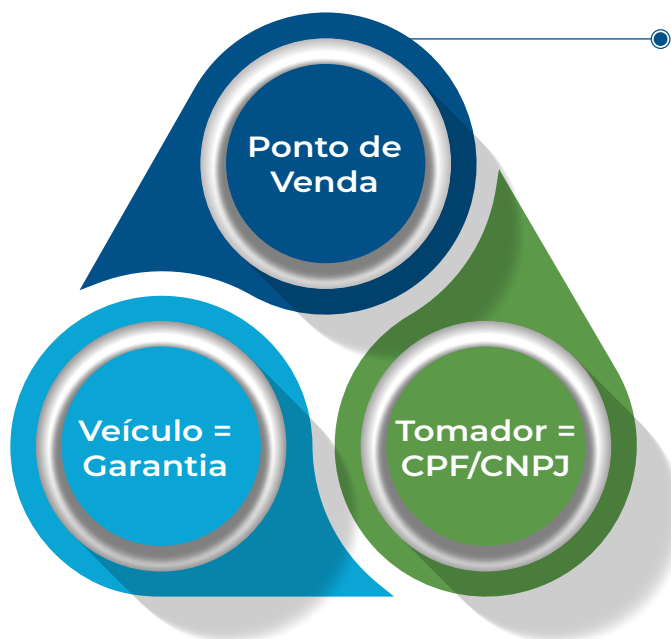 Ponto de
Venda
Veículo =
Garantia
Tomador =
CPF/CNPJ